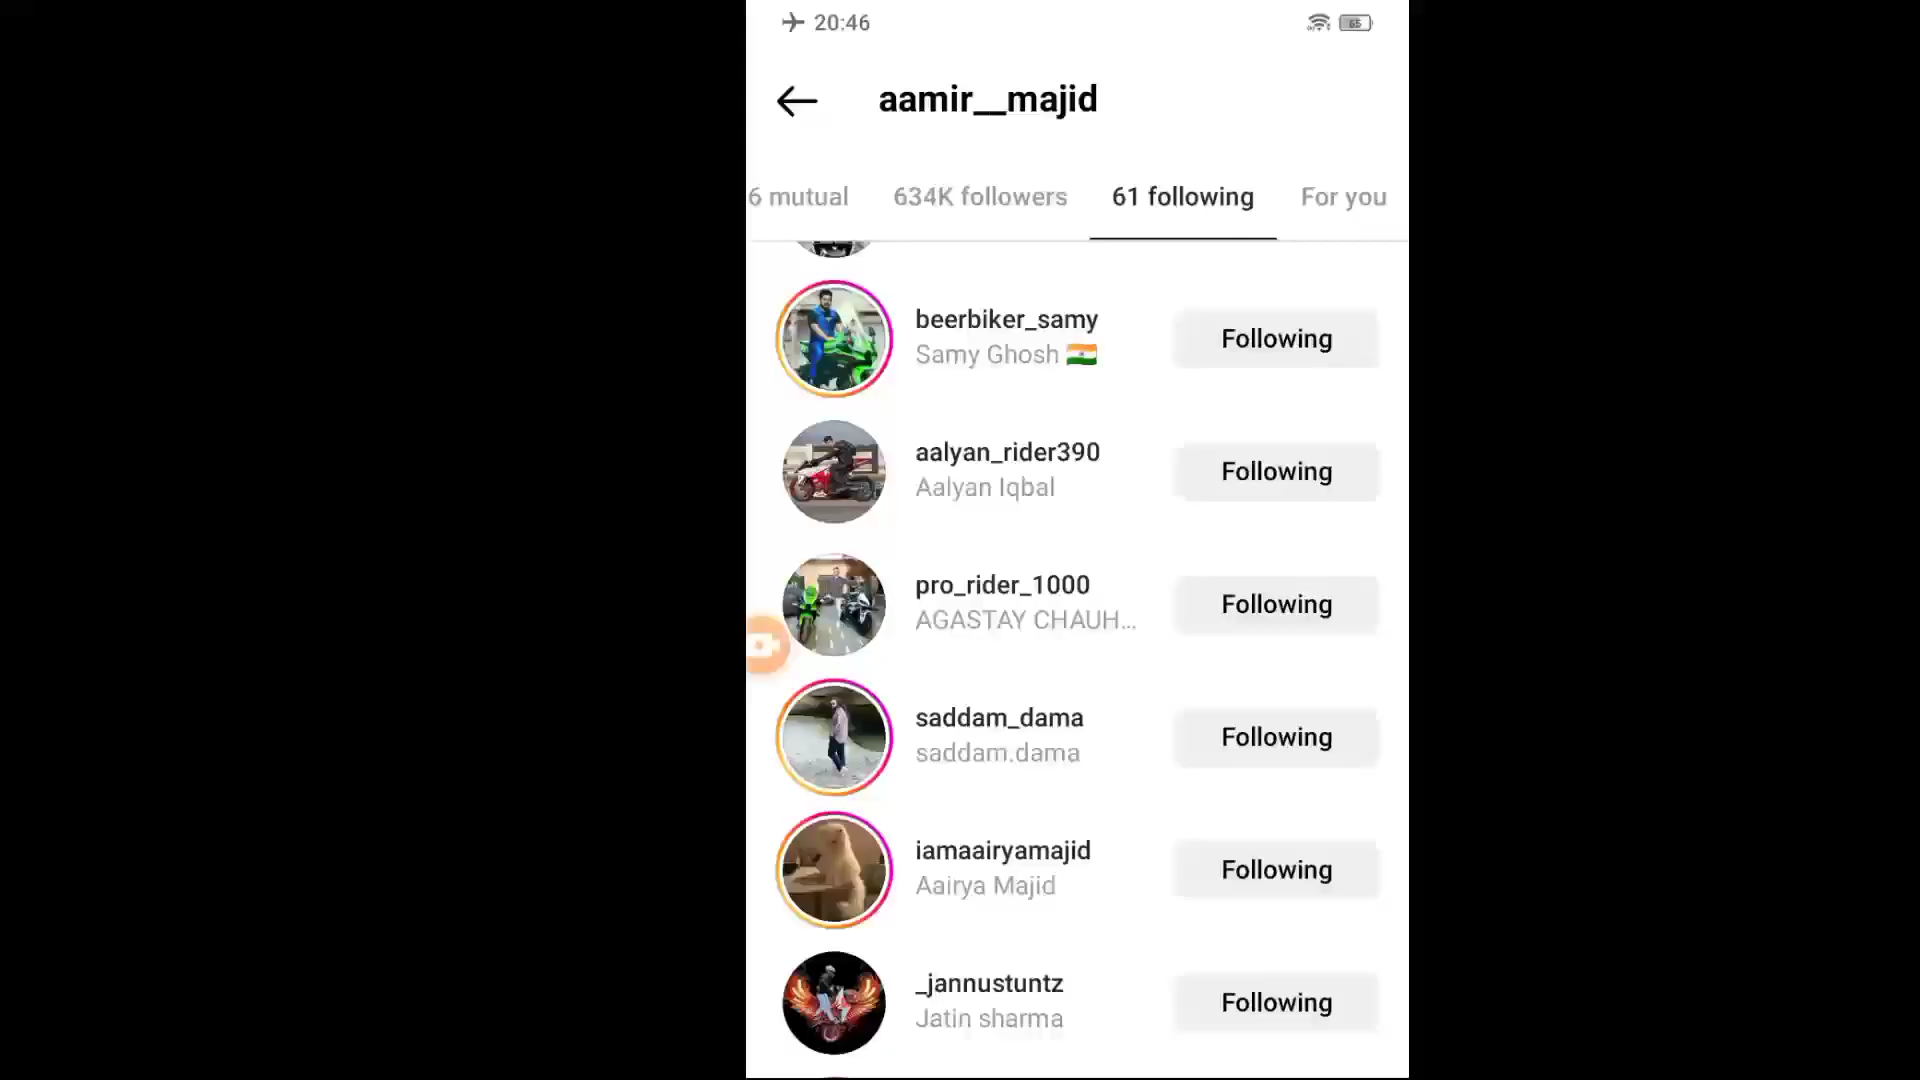 20:46
65
aamir__majid
6 mutual 634K followers 61 following For you
beerbiker_samy
Samy Ghosh 🇮🇳
Following
aalyan_rider390
Aalyan Iqbal
Following
pro_rider_1000
AGASTAY CHAUH...
Following
saddam_dama
saddam.dama
Following
iamaairyamajid
Aairya Majid
Following
_jannustuntz
Jatin sharma
Following